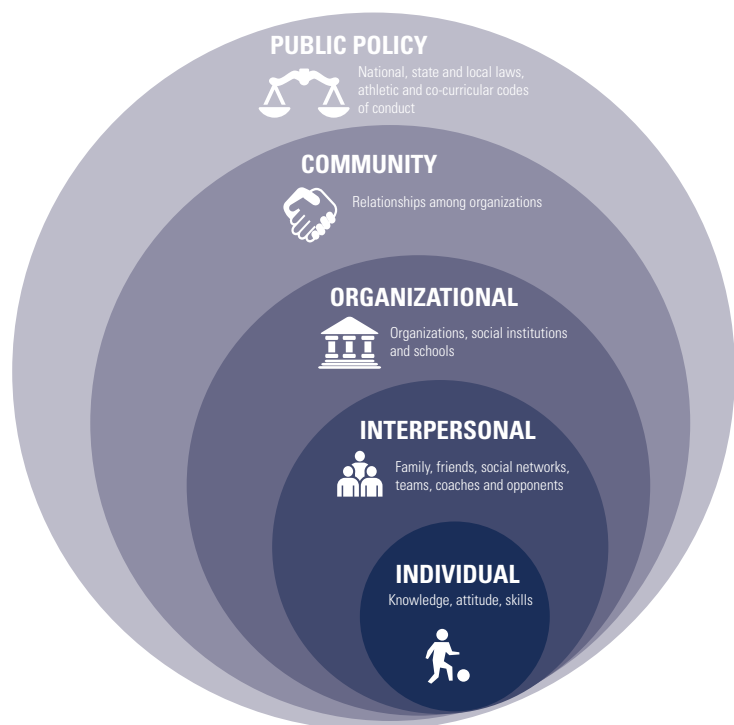 PUBLIC POLICY
National, state and local laws,
athletic and co-curricular codes
of conduct
COMMUNITY
Relationships among organizations
ORGANIZATIONAL
Organizations, social institutions
and schools
INTERPERSONAL
Family, friends, social networks,
teams, coaches and opponents
INDIVIDUAL
Knowledge, attitude, skills